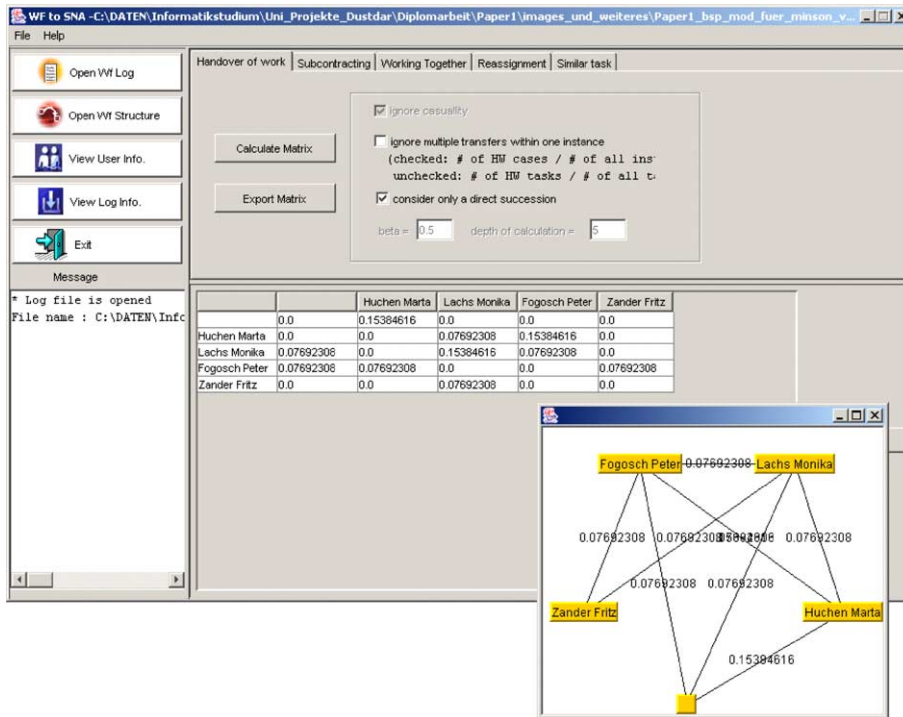 WF to SNA -C:\DATEN\Informatikstudium\Uni_Projekte_Dustdar\Diplomarbeit\Paper1\images_und_weiteres\Paper1_bsp_mod_fuer_minson_v...
File Help
Open Wf Log
Open Wf Structure
View User Info.
View Log Info.
Exit
Message
* Log file is opened
File name : C:\DATEN\Info
Handover of work Subcontracting Working Together Reassignment Similar task
Calculate Matrix
Export Matrix
ignore casuallity
ignore multiple transfers within one instance
(checked: # of HW cases / # of all ins
unchecked: # of HW tasks / # of all t
consider only a direct succession
beta = 0.5 depth of calculation = 5
Huchen Marta Lachs Monika Fogosch Peter Zander Fritz
0.0 0.15384616 0.0 0.0 0.0
Huchen Marta 0.0 0.0 0.07692308 0.15384616 0.0
Lachs Monika 0.07692308 0.0 0.15384616 0.07692308 0.0
Fogosch Peter 0.07692308 0.07692308 0.0 0.0 0.07692308
Zander Fritz 0.0 0.0 0.07692308 0.0 0.0
Fogosch Peter 0.07692308 Lachs Monika
0.07692308 0.07692308 0.07692308
0.07692308 0.07692308
Zander Fritz Huchen Marta
0.15384616